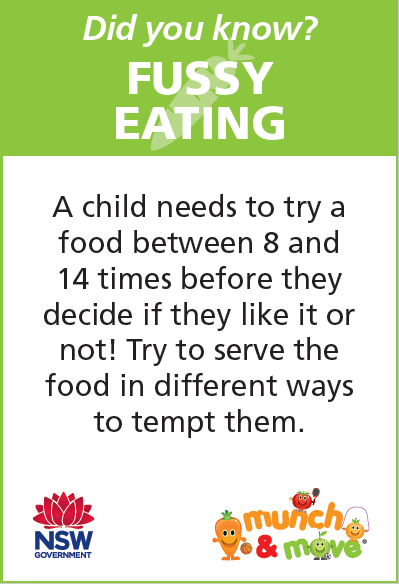 Did you know?
FUSSY
EATING
A child needs to try a
food between 8 and
14 times before they
decide if they like it or
not! Try to serve the
food in different ways
to tempt them.
NSW
GOVERNMENT
munch
& move®